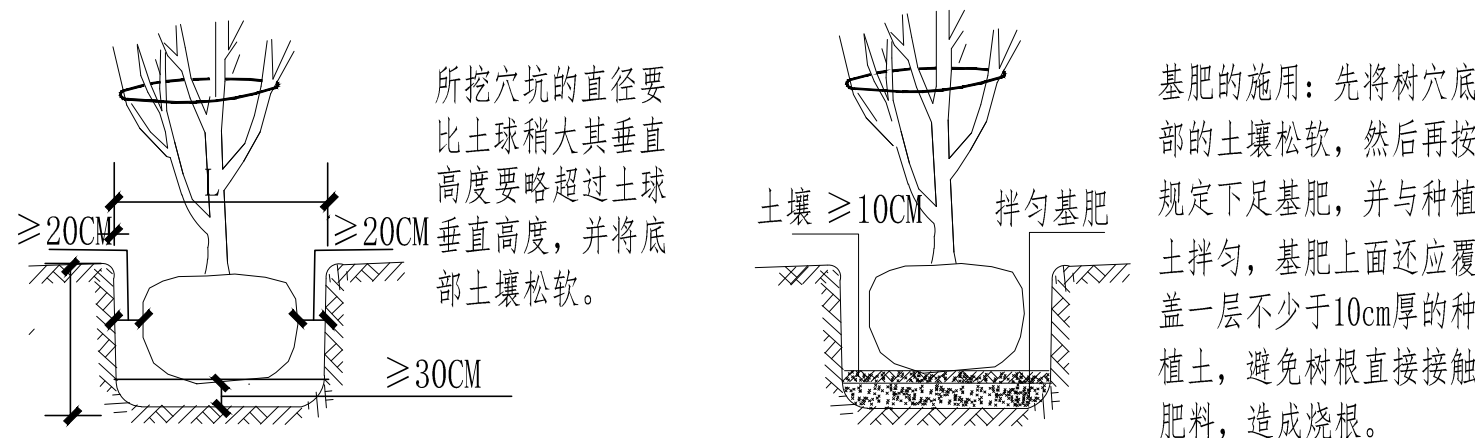 所挖穴坑的直径要
比土球稍大其垂直
高度要略超过土球
垂直高度，并将底
部土壤松软。
L
≥20CM
≥20CM
≥30CM
土壤 ≥10CM
拌匀基肥
基肥的施用：先将树穴底
部的土壤松软，然后再按
规定下足基肥，并与种植
土拌匀，基肥上面还应覆
盖一层不少于10cm厚的种
植土，避免树根直接接触
肥料，造成烧根。